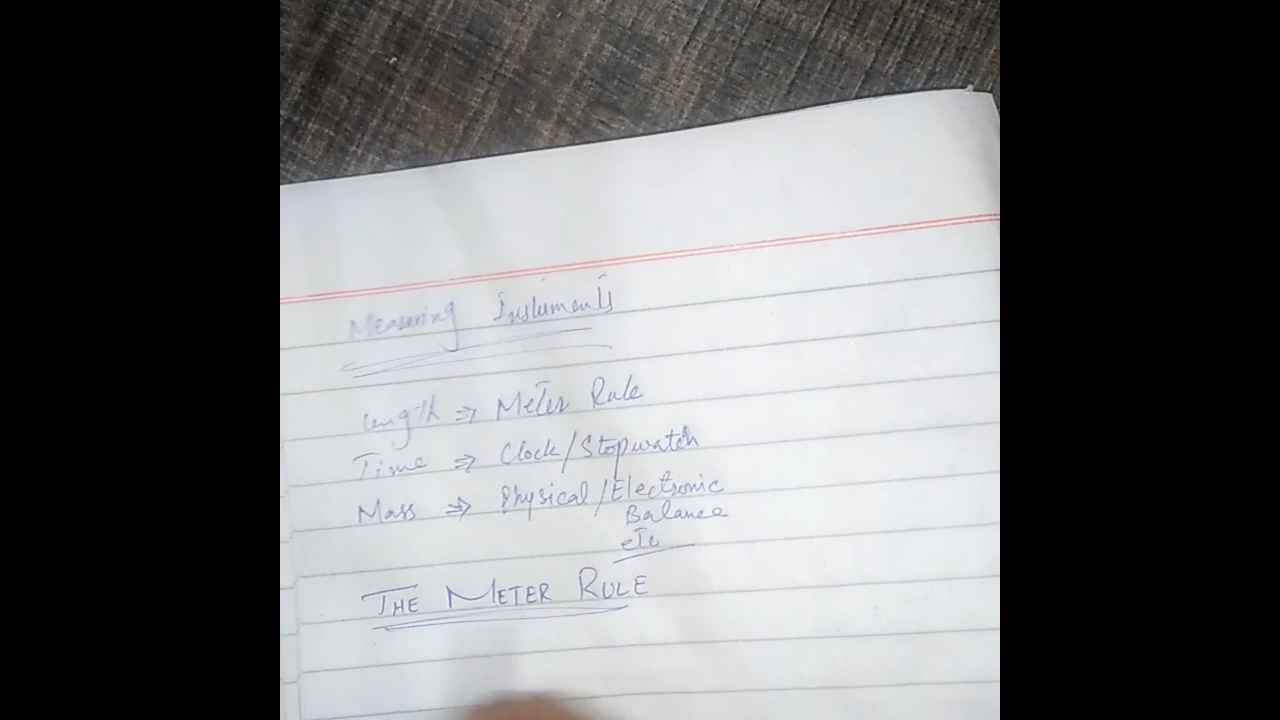 Measuring Instruments
Length ⇒ Meter Rule
Time ⇒ Clock/Stopwatch
Mass ⇒ Physical/Electronic
Balance
etc
THE METER RULE